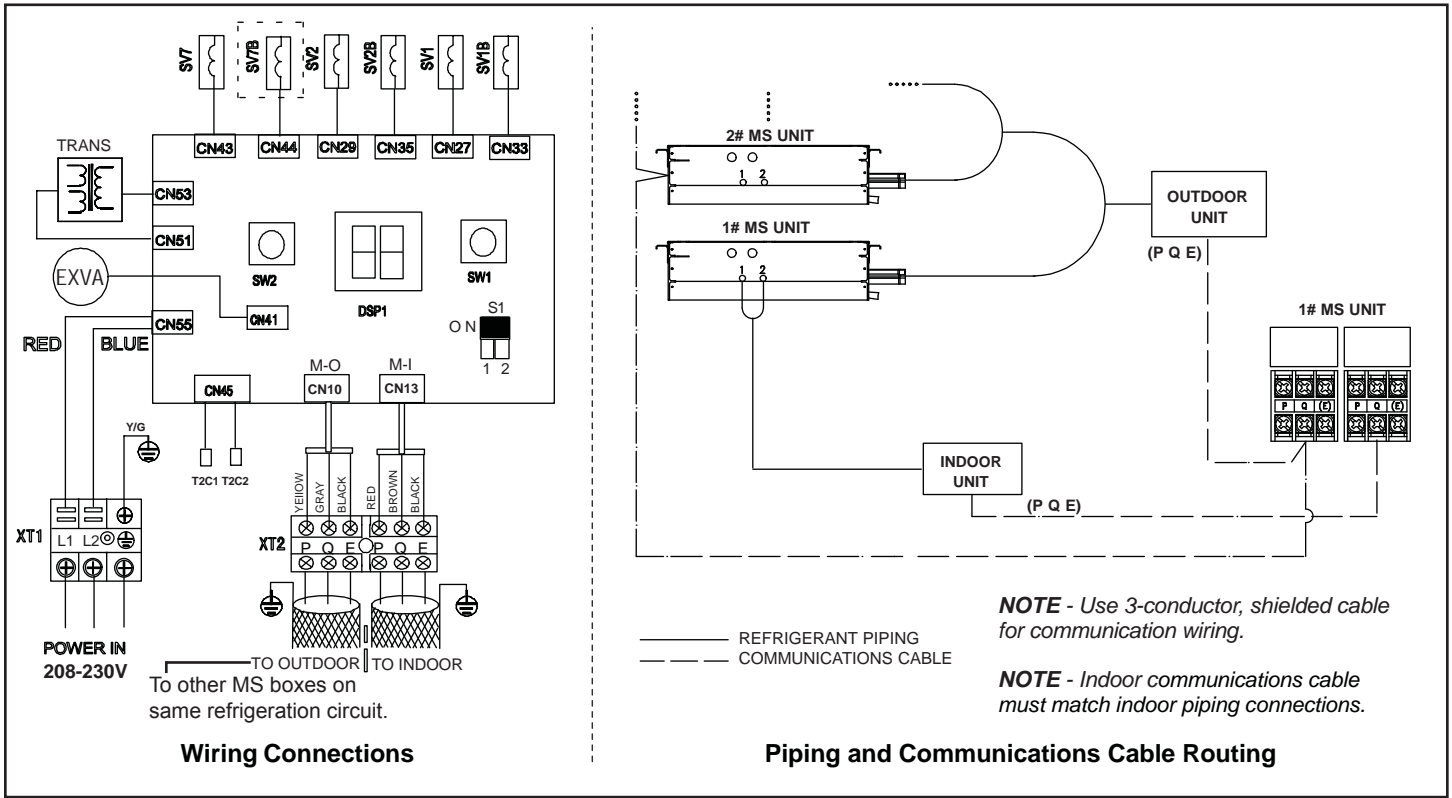 SV7
SV7B
SV2
SV2B
SV1
SV1B
TRANS
CN43
CN44
CN29
CN35
CN27
CN33
CN53
CN51
EXVA
SW2
DSP1
SW1
CN41
S1
O N
1 2
CN55
RED
BLUE
M-O
M-I
CN45
CN10
CN13
Y/G
T2C1 T2C2
YEllOW
GRAY
BLACK
RED
BROWN
BLACK
XT1
L1 L2
XT2
P Q E P Q E
POWER IN
208-230V
TO OUTDOOR
TO INDOOR
To other MS boxes on
same refrigeration circuit.
Wiring Connections
2# MS UNIT
1 2
1# MS UNIT
1 2
OUTDOOR
UNIT
(P Q E)
1# MS UNIT
P Q (E) P Q (E)
INDOOR
UNIT
(P Q E)
REFRIGERANT PIPING
COMMUNICATIONS CABLE
NOTE - Use 3-conductor, shielded cable
for communication wiring.
NOTE - Indoor communications cable
must match indoor piping connections.
Piping and Communications Cable Routing